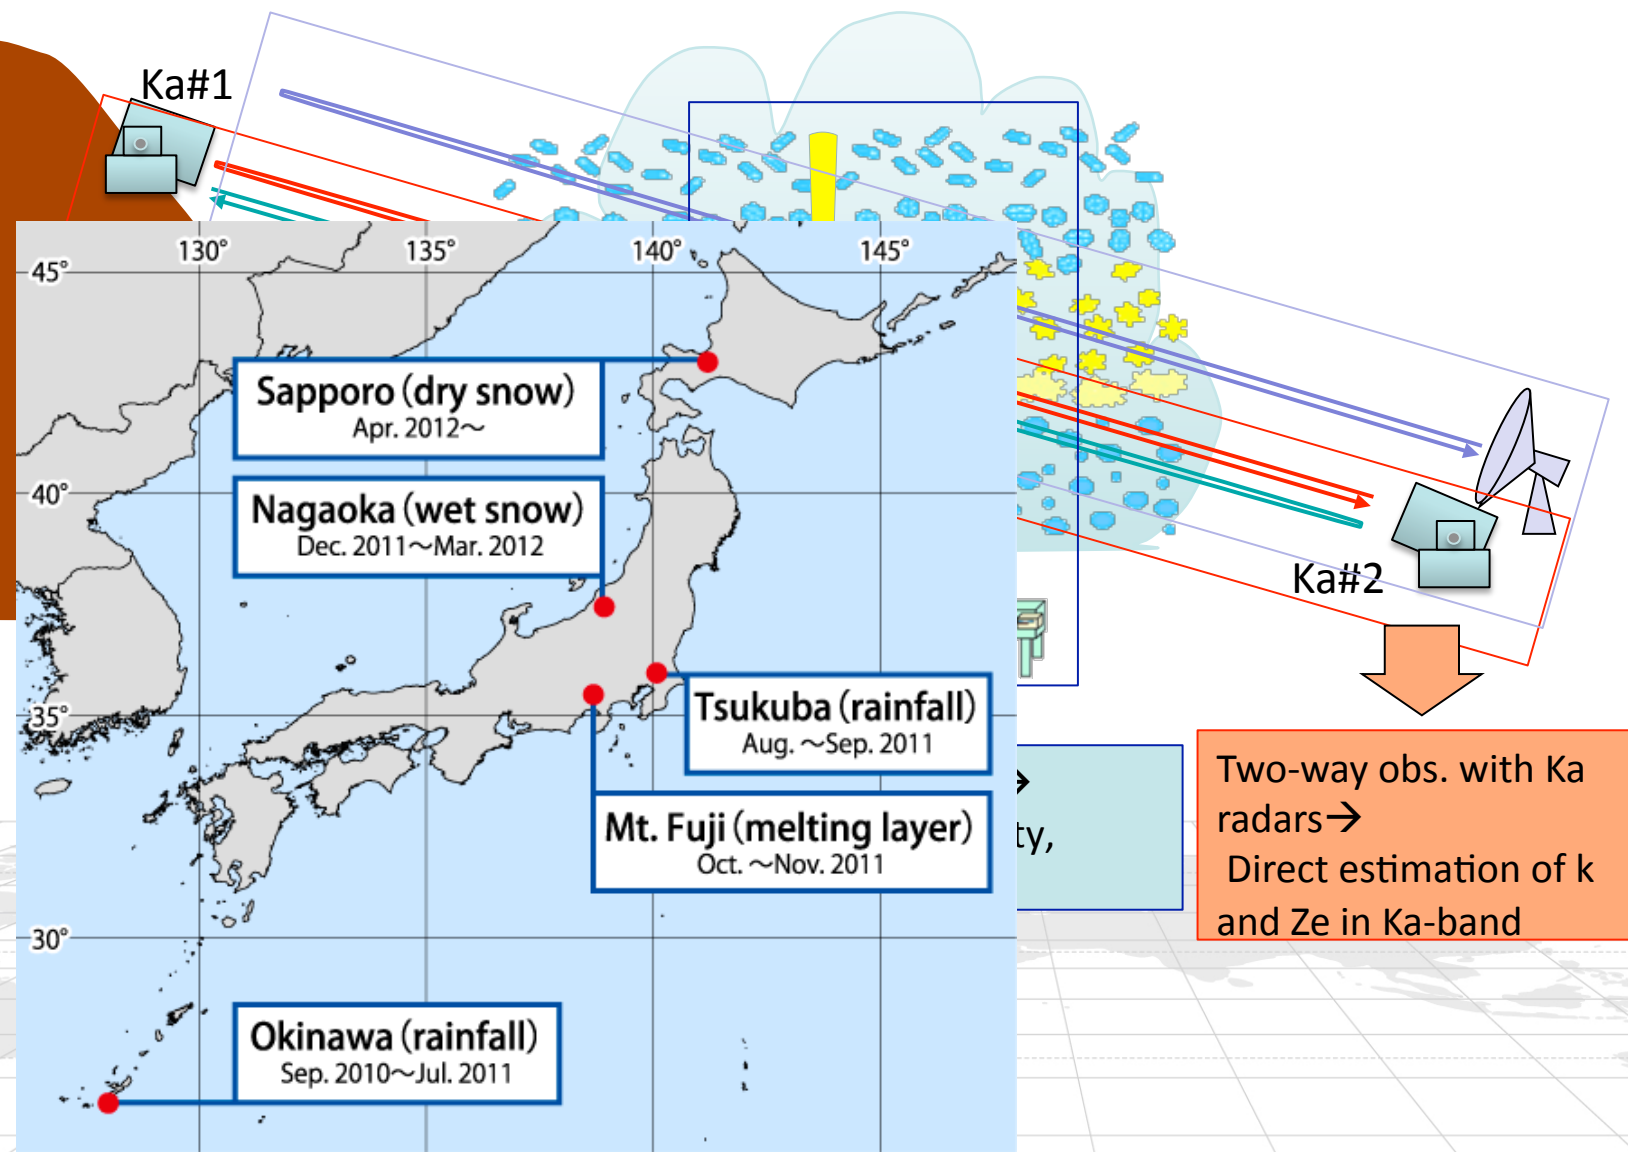 Ka#1
130°
135°
140°
145°
45°
Sapporo (dry snow)
Apr. 2012～
40°
Nagaoka (wet snow)
Dec. 2011～Mar. 2012
Ka#2
35°
Tsukuba (rainfall)
Aug. ～Sep. 2011
Mt. Fuji (melting layer)
Oct. ～Nov. 2011
→
ty,
Two-way obs. with Ka
radars→
Direct estimation of k
and Ze in Ka-band
30°
Okinawa (rainfall)
Sep. 2010～Jul. 2011